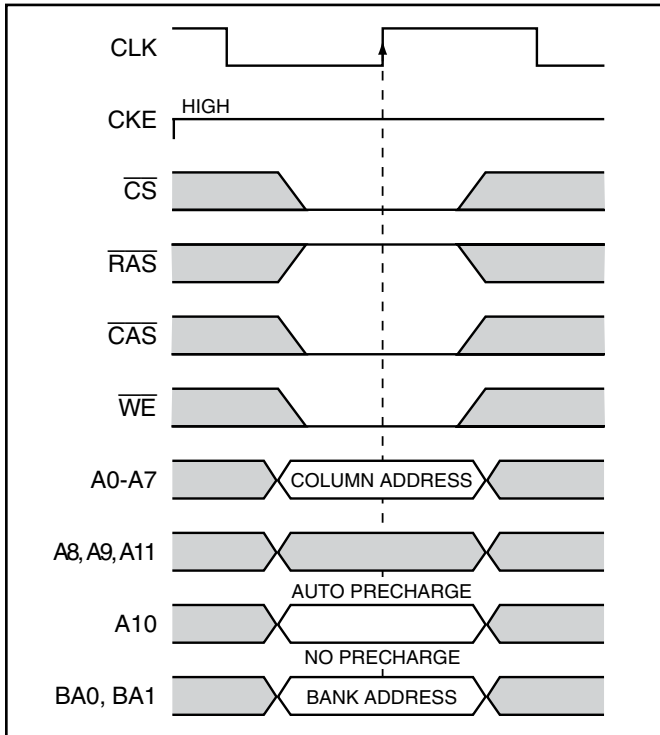 CLK
HIGH
CKE
CS
RAS
CAS
WE
A0-A7 COLUMN ADDRESS
A8, A9, A11
AUTO PRECHARGE
A10
NO PRECHARGE
BA0, BA1 BANK ADDRESS